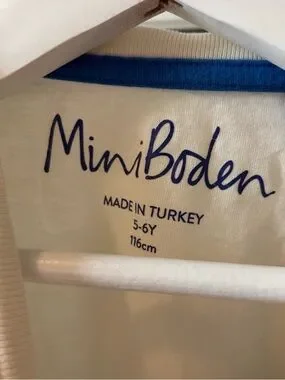 MiniBoden
MADE IN TURKEY
5-6Y
116cm